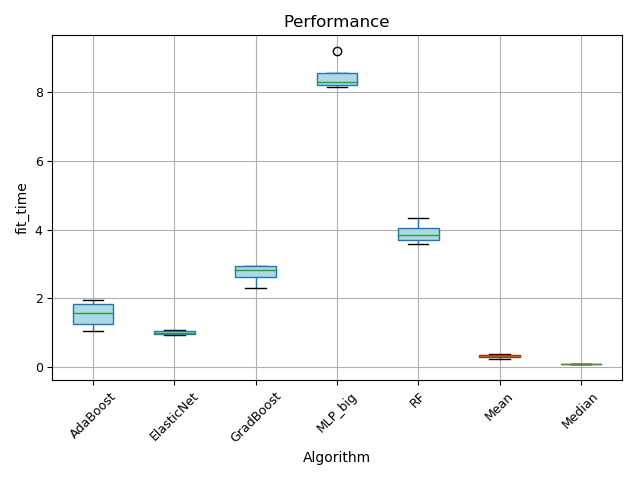 Performance
fit_time
8
6
4
2
0
AdaBoost
ElasticNet
GradBoost
MLP_big
RF
Mean
Median
Algorithm